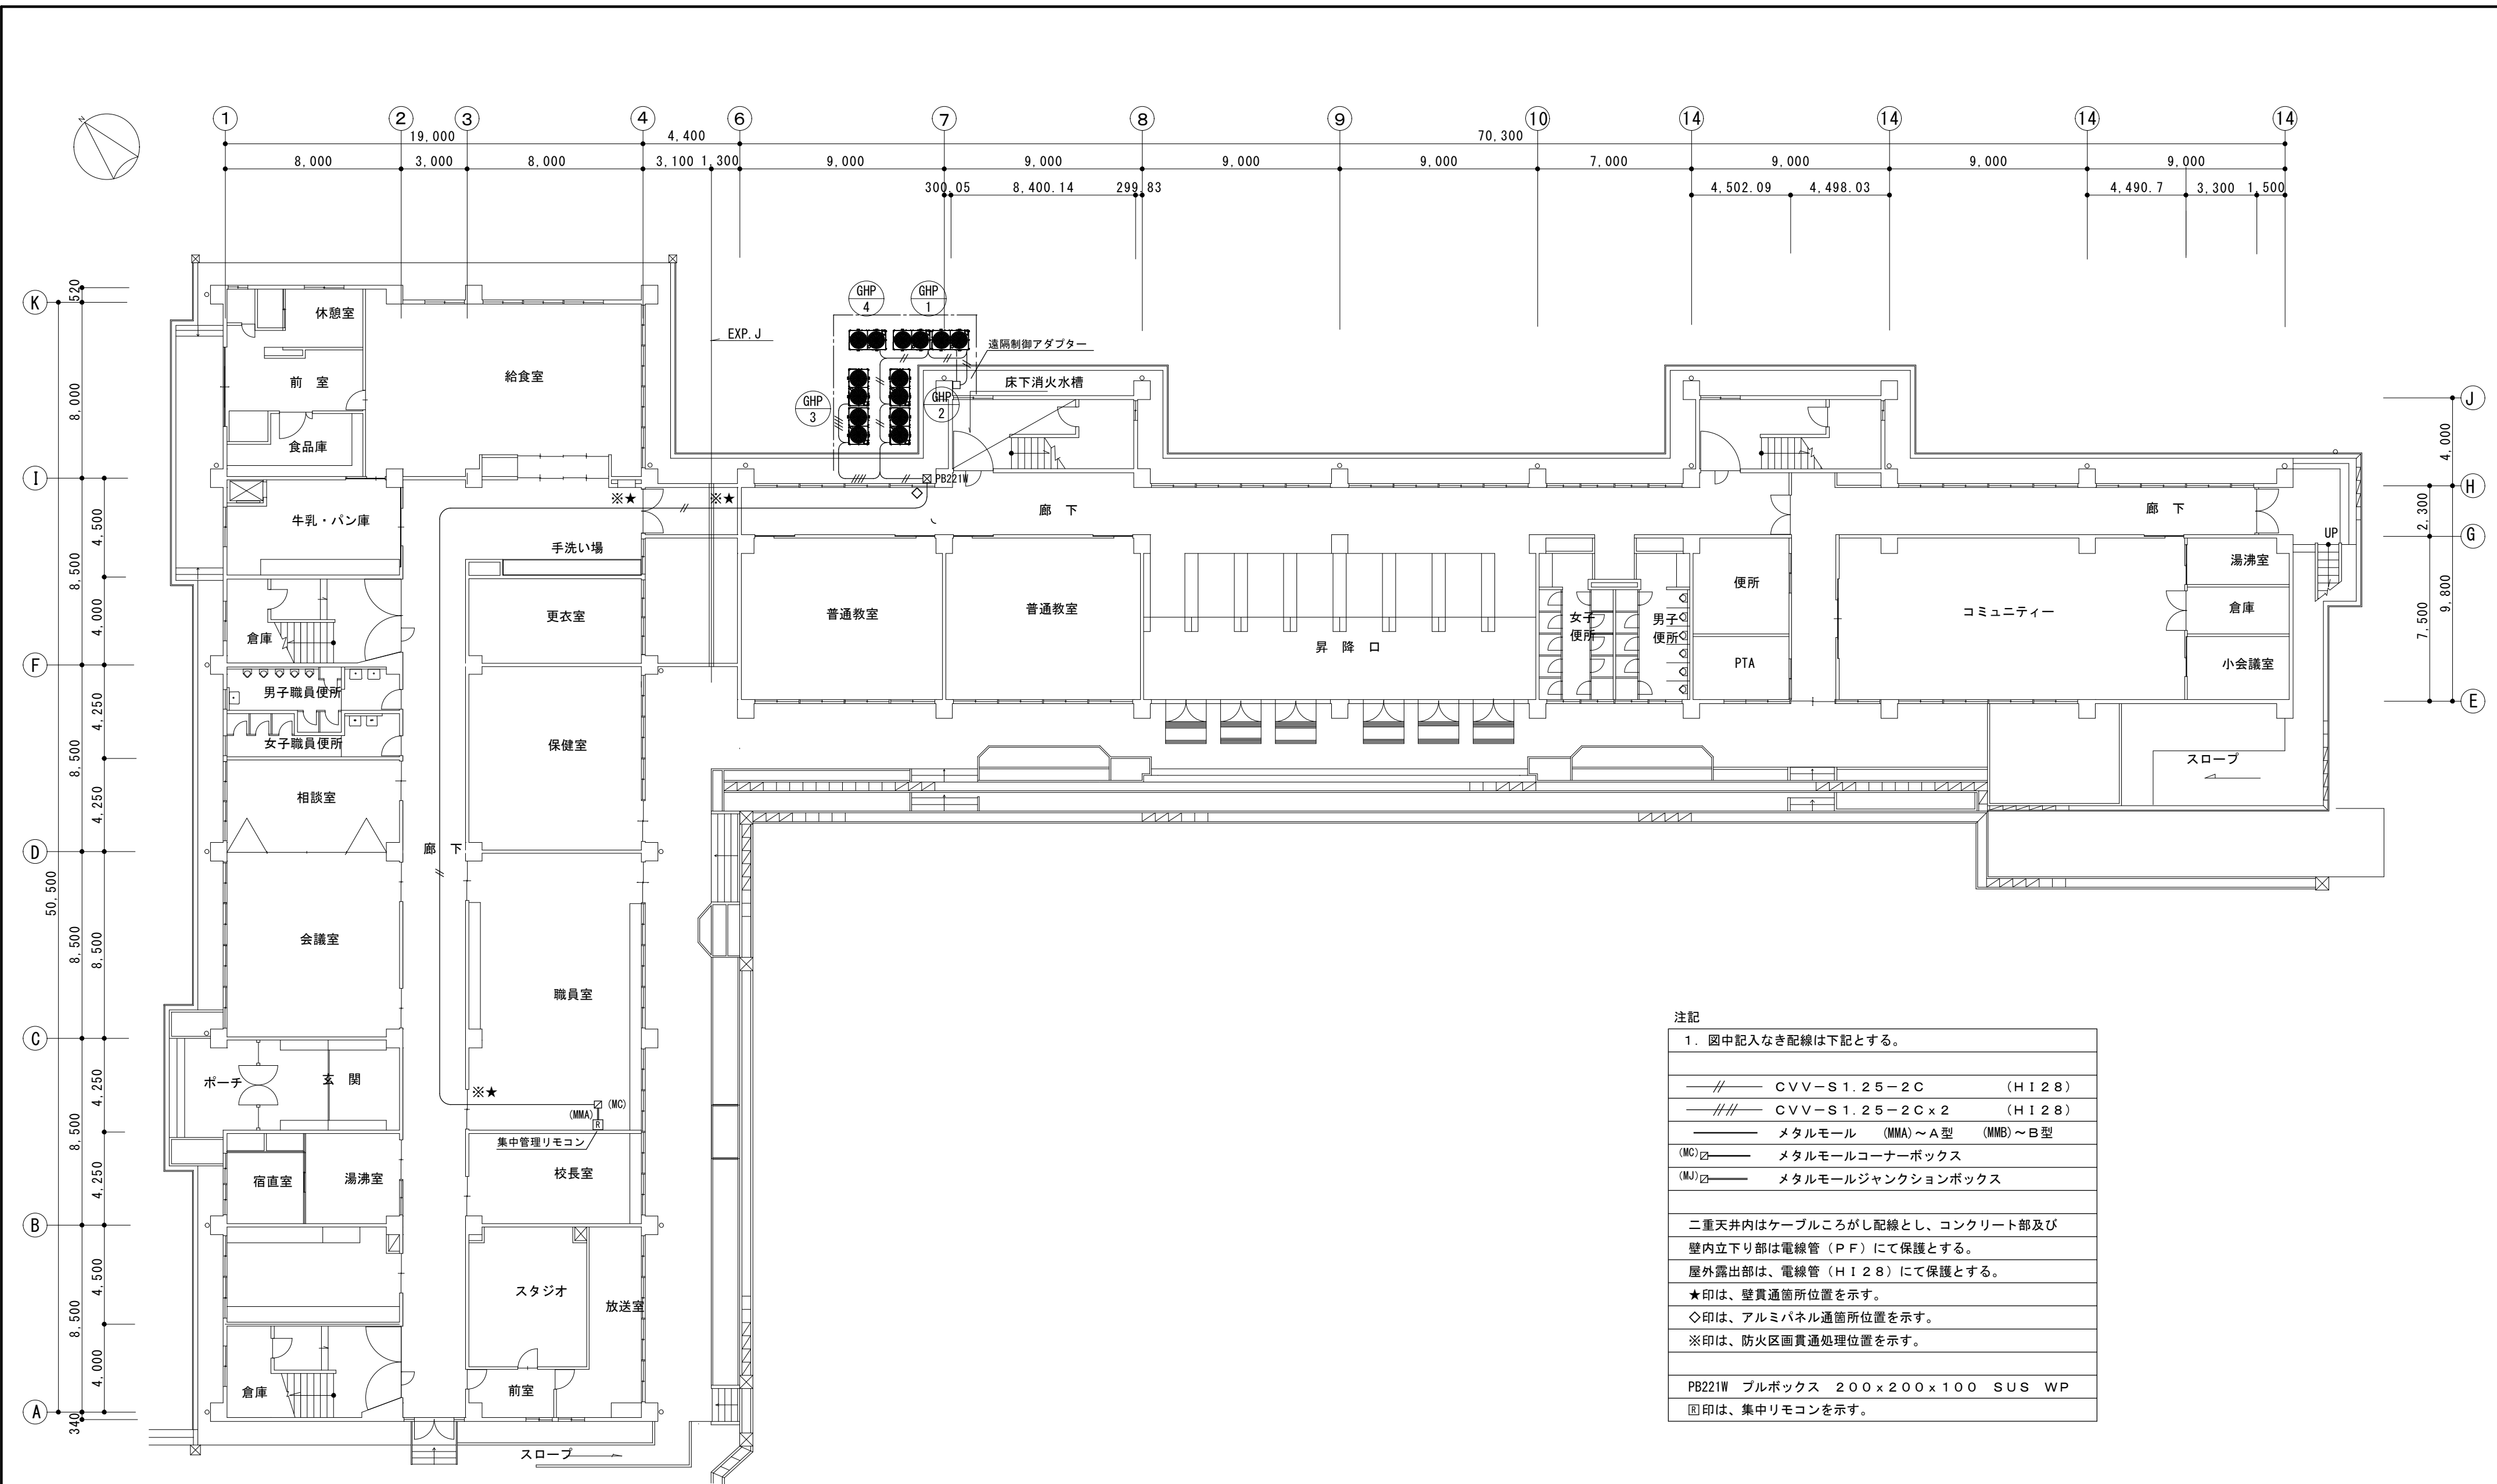 N
1 2 3 4 6 7 8 9 10 14 14 14 14
19,000 4,400 70,300
8,000 3,000 8,000 3,100 1,300 9,000 9,000 9,000 9,000 7,000 9,000 9,000 9,000
300.05 8,400.14 299.83 4,502.09 4,498.03 4,490.7 3,300 1,500
K
I
F
D
C
B
A
520
8,000
8,500
4,500
4,000
8,500
4,250
4,250
50,500
8,500
8,500
8,500
4,250
4,250
8,500
4,500
4,000
340
J
H
G
E
4,000
2,300
7,500
9,800
GHP
4
GHP
1
GHP
3
GHP
2
EXP.J
遠隔制御アダプター
床下消火水槽
PB221W
休憩室
前 室
給食室
食品庫
牛乳・パン庫
※★
※★
手洗い場
廊 下
廊 下
UP
倉庫
更衣室
普通教室
普通教室
昇 降 口
女子
便所
男子
便所
便所
PTA
コミュニティー
湯沸室
倉庫
小会議室
男子職員便所
女子職員便所
保健室
相談室
スロープ
廊 下
会議室
職員室
ポーチ
玄 関
※★
(MC)
(MMA)
R
集中管理リモコン
宿直室
湯沸室
校長室
スタジオ
放送室
倉庫
前室
スロープ
注記
1. 図中記入なき配線は下記とする。
CVV-S1.25-2C (HI28)
CVV-S1.25-2Cx2 (HI28)
メタルモール (MMA)～A型 (MMB)～B型
(MC) メタルモールコーナーボックス
(MJ) メタルモールジャンクションボックス
二重天井内はケーブルころがし配線とし、コンクリート部及び
壁内立下り部は電線管（PF）にて保護とする。
屋外露出部は、電線管（HI28）にて保護とする。
★印は、壁貫通箇所位置を示す。
◇印は、アルミパネル通箇所位置を示す。
※印は、防火区画貫通処理位置を示す。
PB221W プルボックス 200x200x100 SUS WP
R印は、集中リモコンを示す。